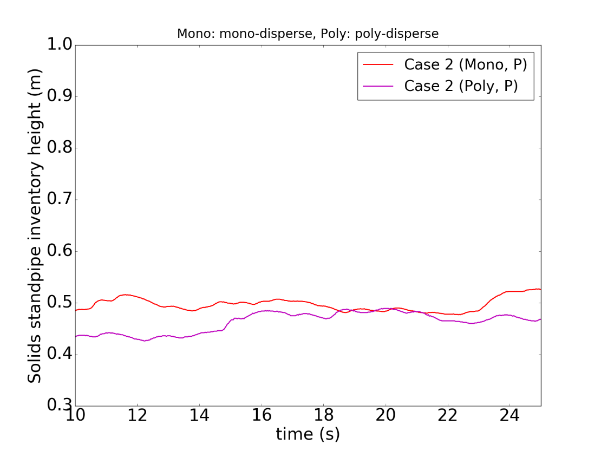 Mono: mono-disperse, Poly: poly-disperse
Case 2 (Mono, P)
Case 2 (Poly, P)
Solids standpipe inventory height (m)
1.0
0.9
0.8
0.7
0.6
0.5
0.4
0.3
10 12 14 16 18 20 22 24
time (s)